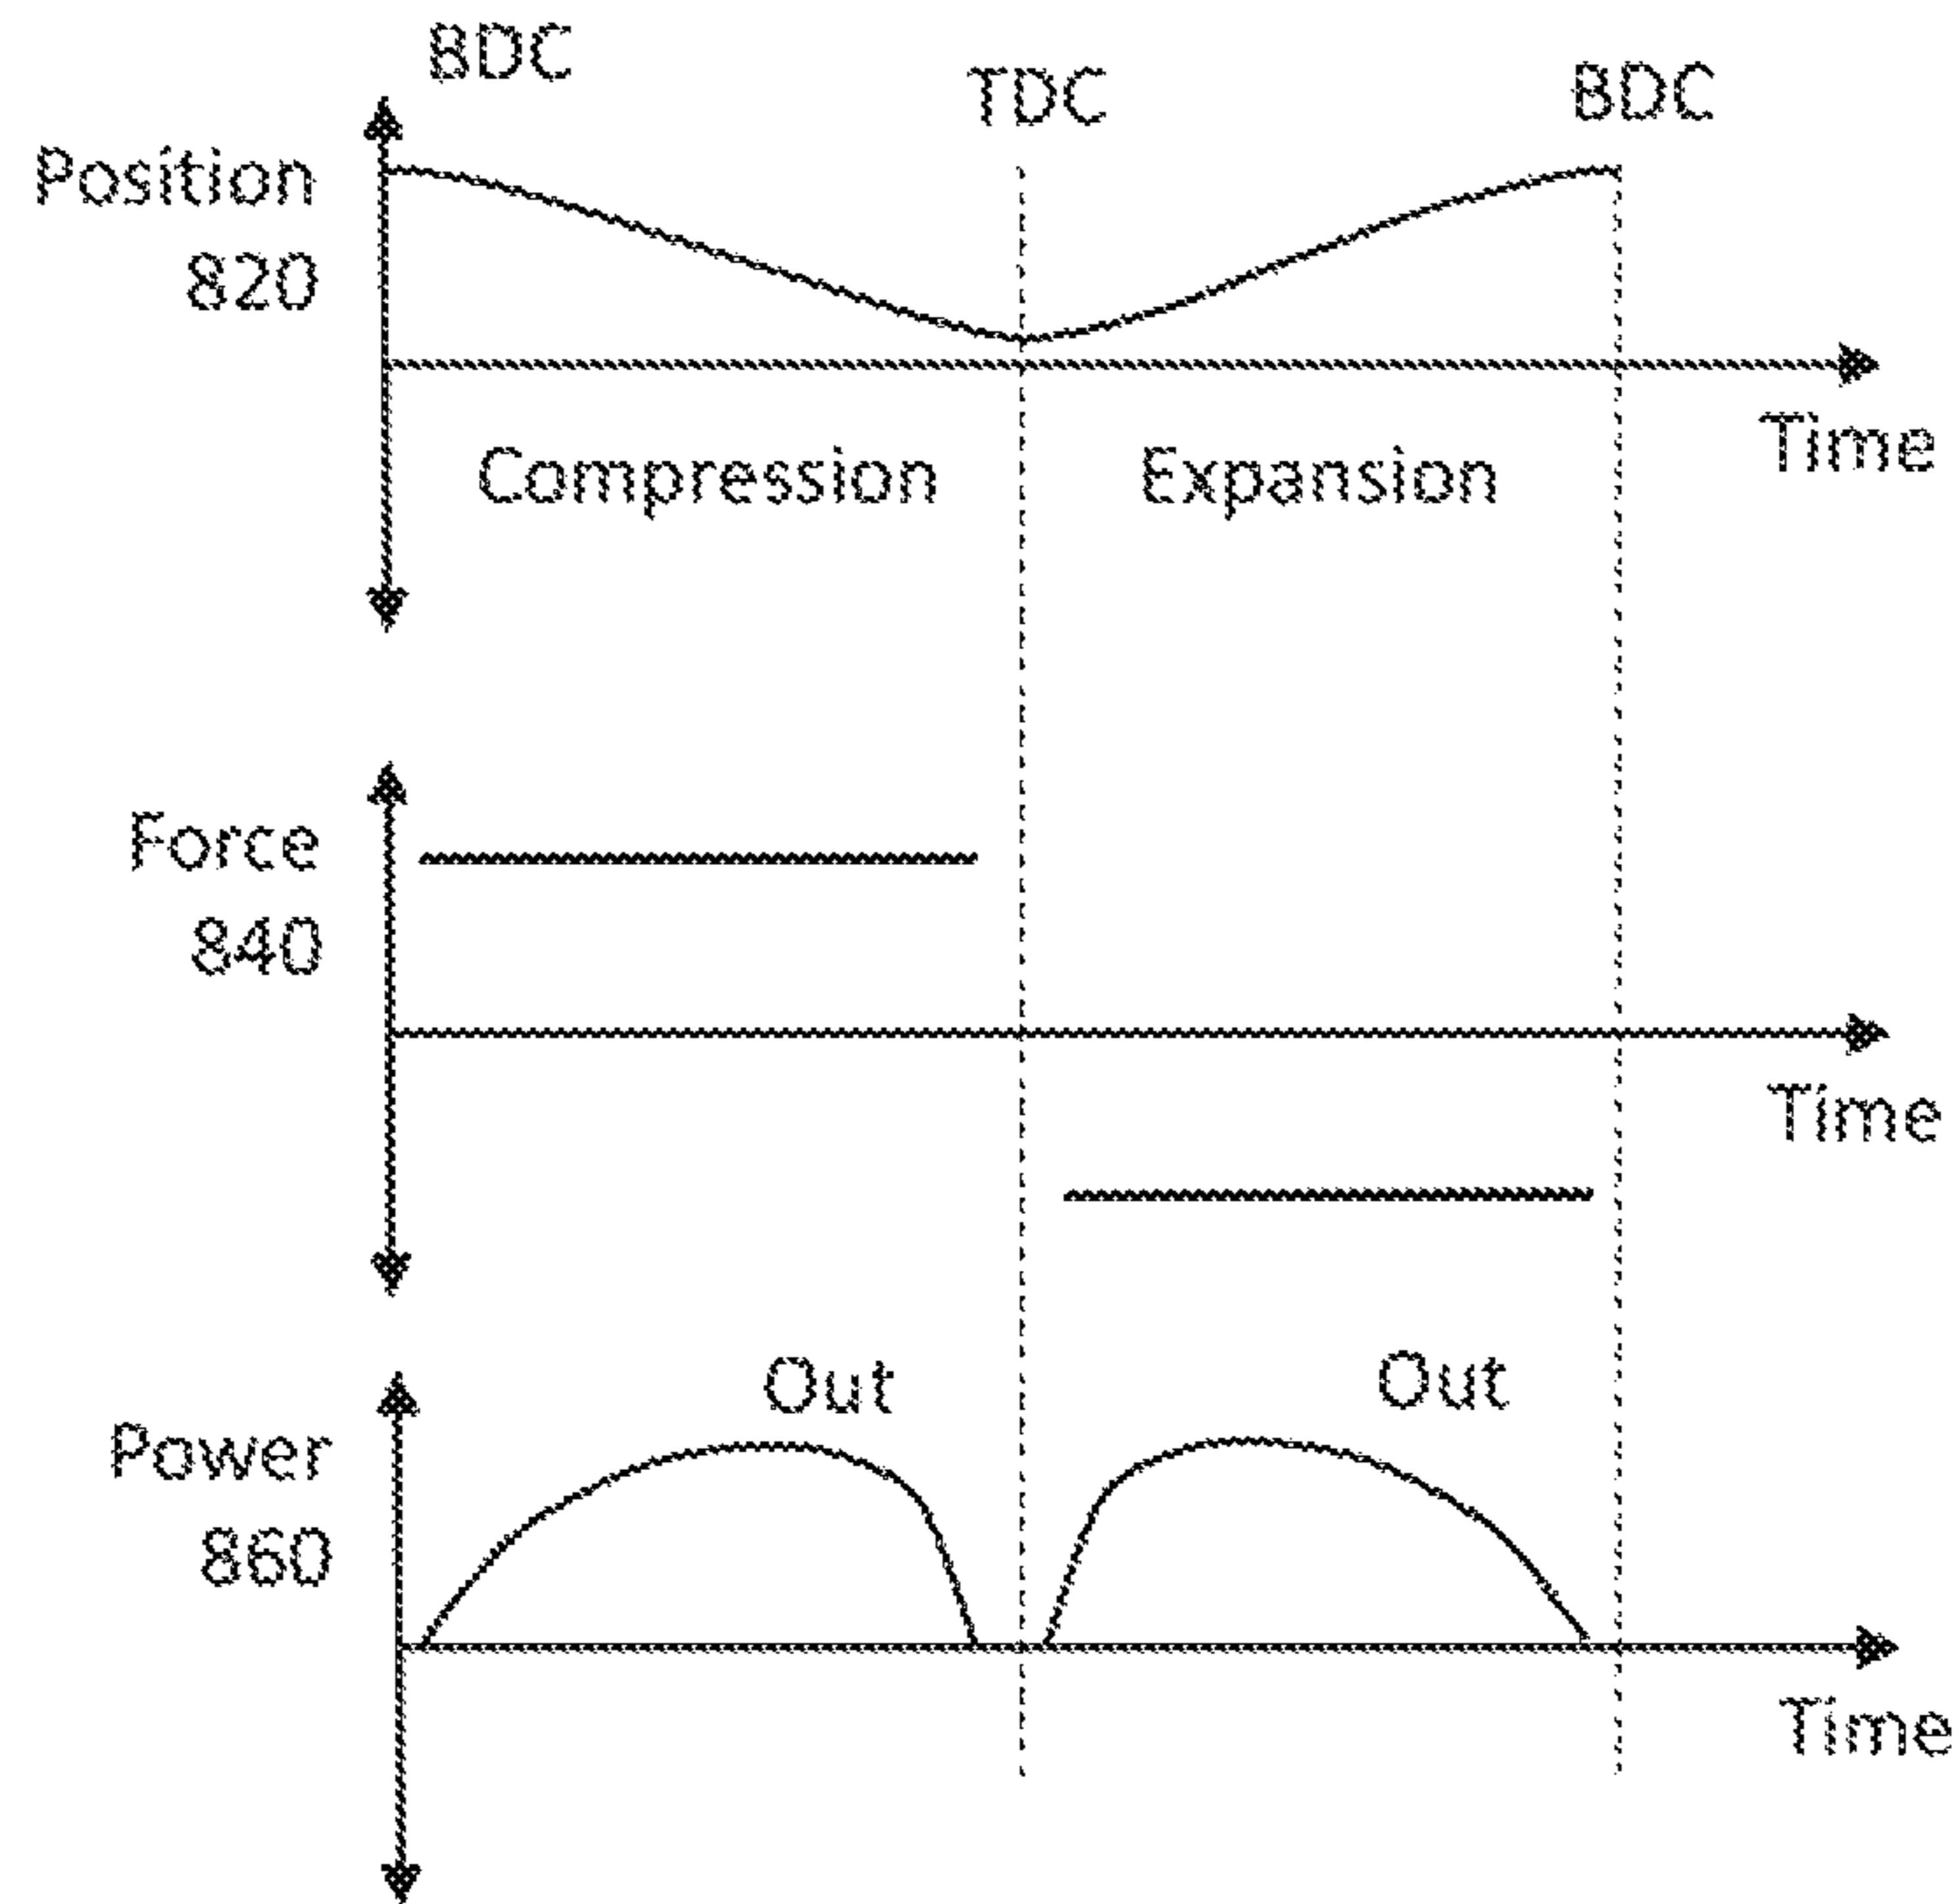 BDC
TDC
BDC
Position
820
Time
Compression
Expansion
Force
840
Time
Out
Out
Power
860
Time